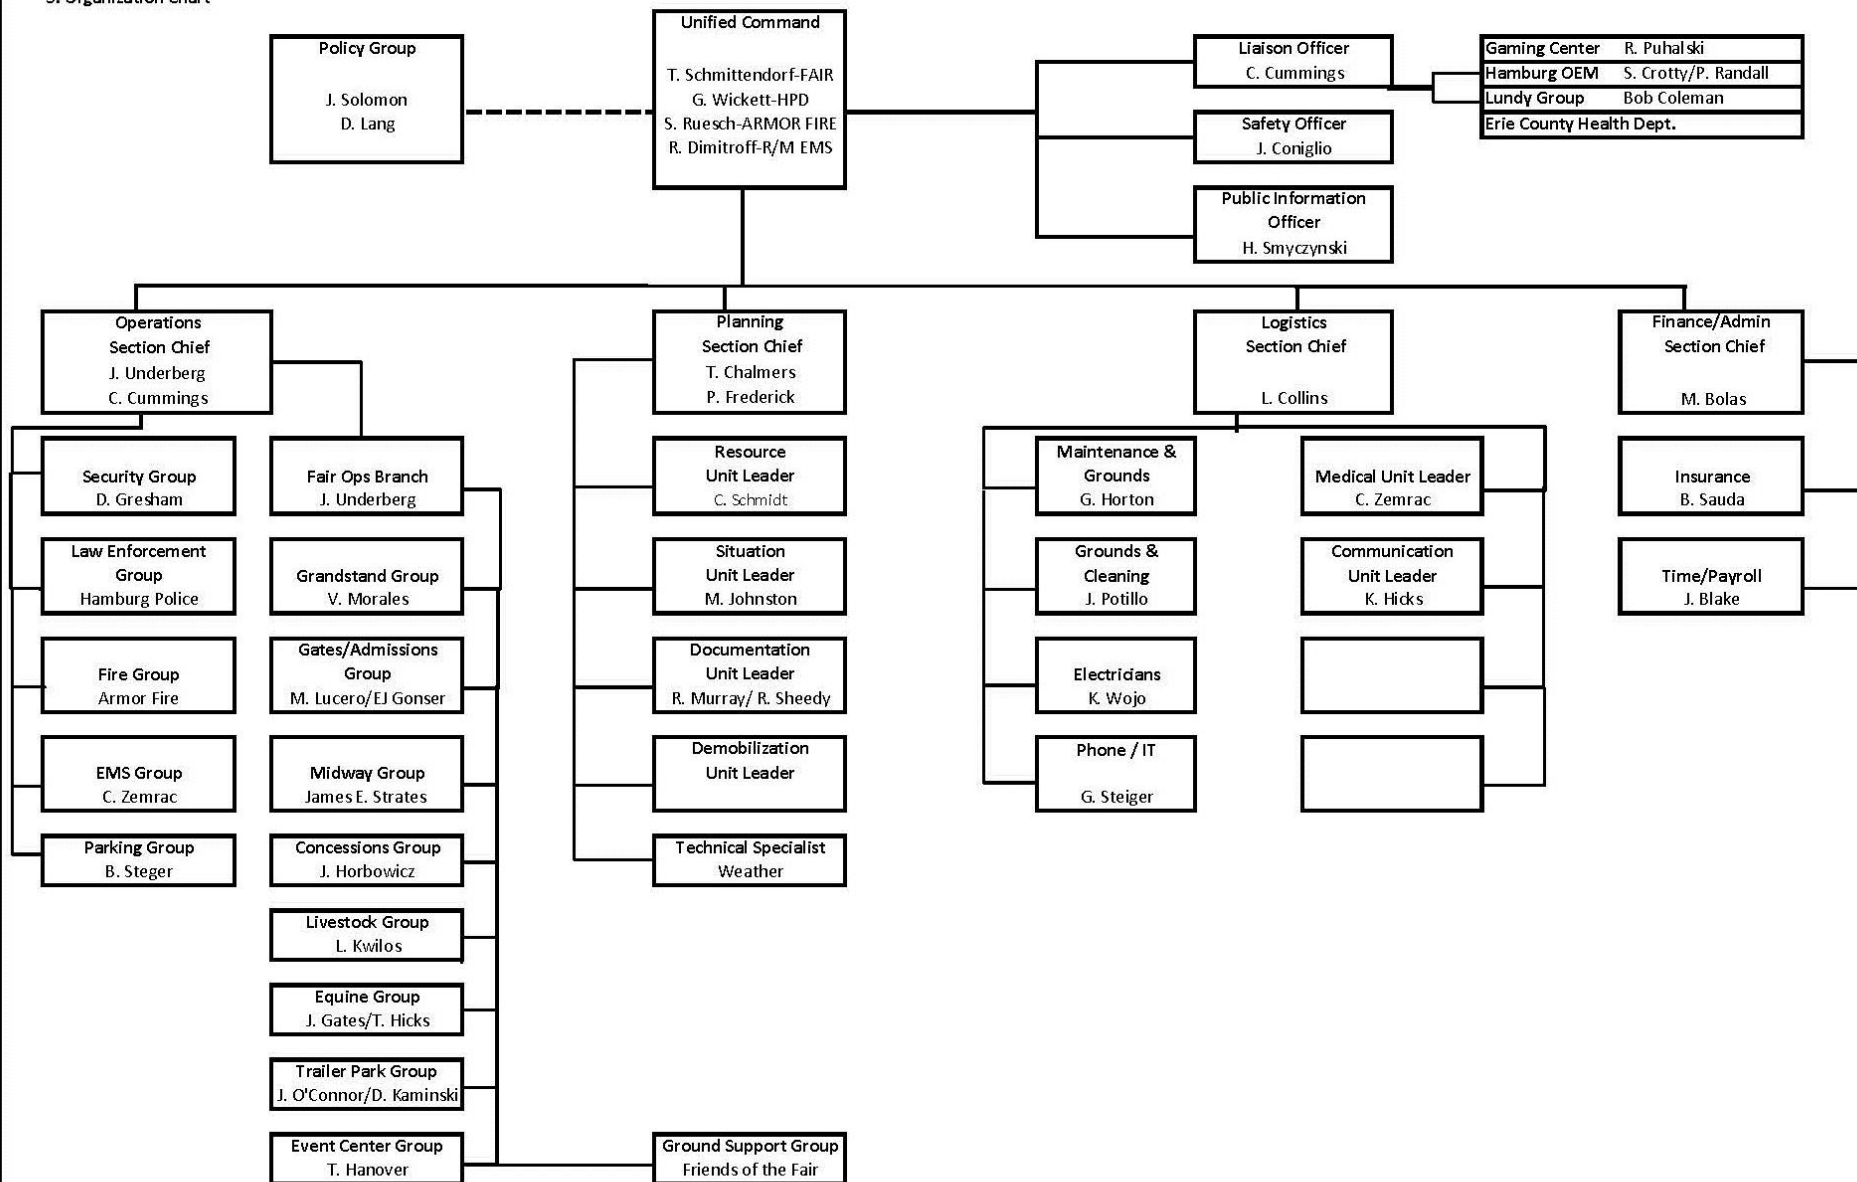 5. Organization Chart
Policy Group
J. Solomon
D. Lang
Unified Command
T. Schmittendorf-FAIR
G. Wickett-HPD
S. Ruesch-ARMOR FIRE
R. Dimitroff-R/M EMS
Liaison Officer
C. Cummings
Gaming Center R. Puhalski
Hamburg OEM S. Crotty/P. Randall
Lundy Group Bob Coleman
Erie County Health Dept.
Safety Officer
J. Coniglio
Public Information
Officer
H. Smyczynski
Operations
Section Chief
J. Underberg
C. Cummings
Planning
Section Chief
T. Chalmers
P. Frederick
Logistics
Section Chief
L. Collins
Finance/Admin
Section Chief
M. Bolas
Security Group
D. Gresham
Law Enforcement
Group
Hamburg Police
Fire Group
Armor Fire
EMS Group
C. Zemrac
Parking Group
B. Steger
Fair Ops Branch
J. Underberg
Grandstand Group
V. Morales
Gates/Admissions
Group
M. Lucero/EJ Gonser
Midway Group
James E. Strates
Concessions Group
J. Horbowicz
Livestock Group
L. Kwilos
Equine Group
J. Gates/T. Hicks
Trailer Park Group
J. O'Connor/D. Kaminski
Event Center Group
T. Hanover
Resource
Unit Leader
C. Schmidt
Situation
Unit Leader
M. Johnston
Documentation
Unit Leader
R. Murray/ R. Sheedy
Demobilization
Unit Leader
Technical Specialist
Weather
Ground Support Group
Friends of the Fair
Maintenance &
Grounds
G. Horton
Grounds &
Cleaning
J. Potillo
Electricians
K. Wojo
Phone / IT
G. Steiger
Medical Unit Leader
C. Zemrac
Communication
Unit Leader
K. Hicks
Insurance
B. Sauda
Time/Payroll
J. Blake